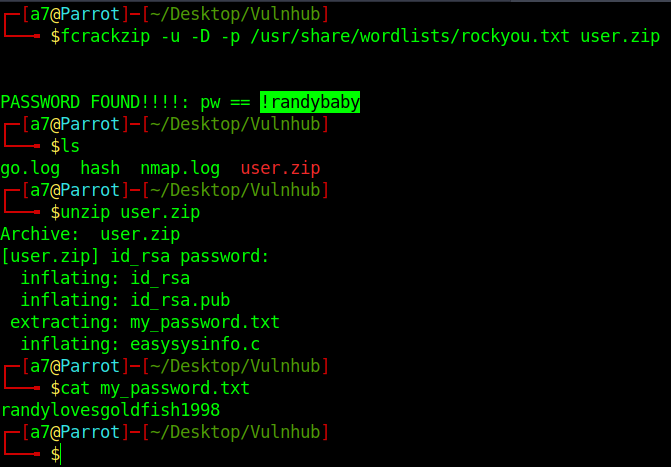 ┌─[a7@Parrot]─[~/Desktop/Vulnhub]
└──╼ $fcrackzip -u -D -p /usr/share/wordlists/rockyou.txt user.zip
PASSWORD FOUND!!!!: pw == !randybaby
┌─[a7@Parrot]─[~/Desktop/Vulnhub]
└──╼ $ls
go.log  hash  nmap.log  user.zip
┌─[a7@Parrot]─[~/Desktop/Vulnhub]
└──╼ $unzip user.zip
Archive:  user.zip
[user.zip] id_rsa password:
  inflating: id_rsa
  inflating: id_rsa.pub
 extracting: my_password.txt
  inflating: easysysinfo.c
┌─[a7@Parrot]─[~/Desktop/Vulnhub]
└──╼ $cat my_password.txt
randylovesgoldfish1998
┌─[a7@Parrot]─[~/Desktop/Vulnhub]
└──╼ $